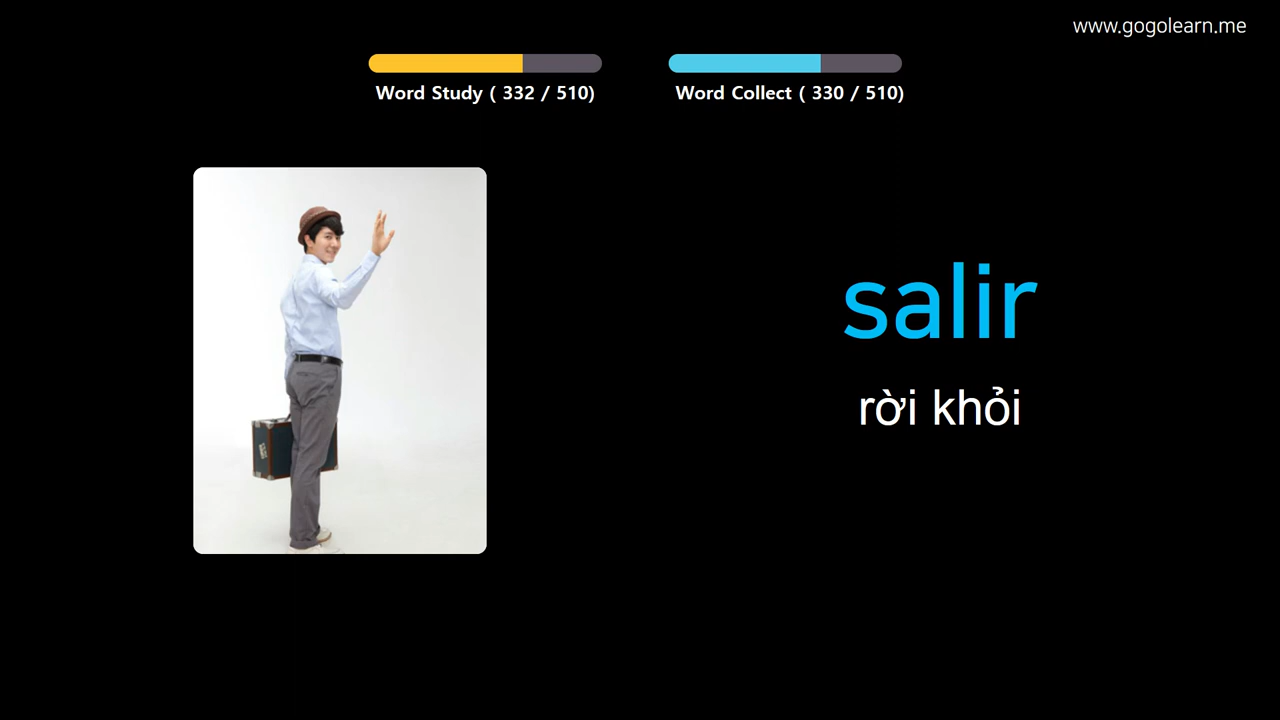 www.gogolearn.me
Word Study ( 332 / 510)
Word Collect ( 330 / 510)
salir
rời khỏi